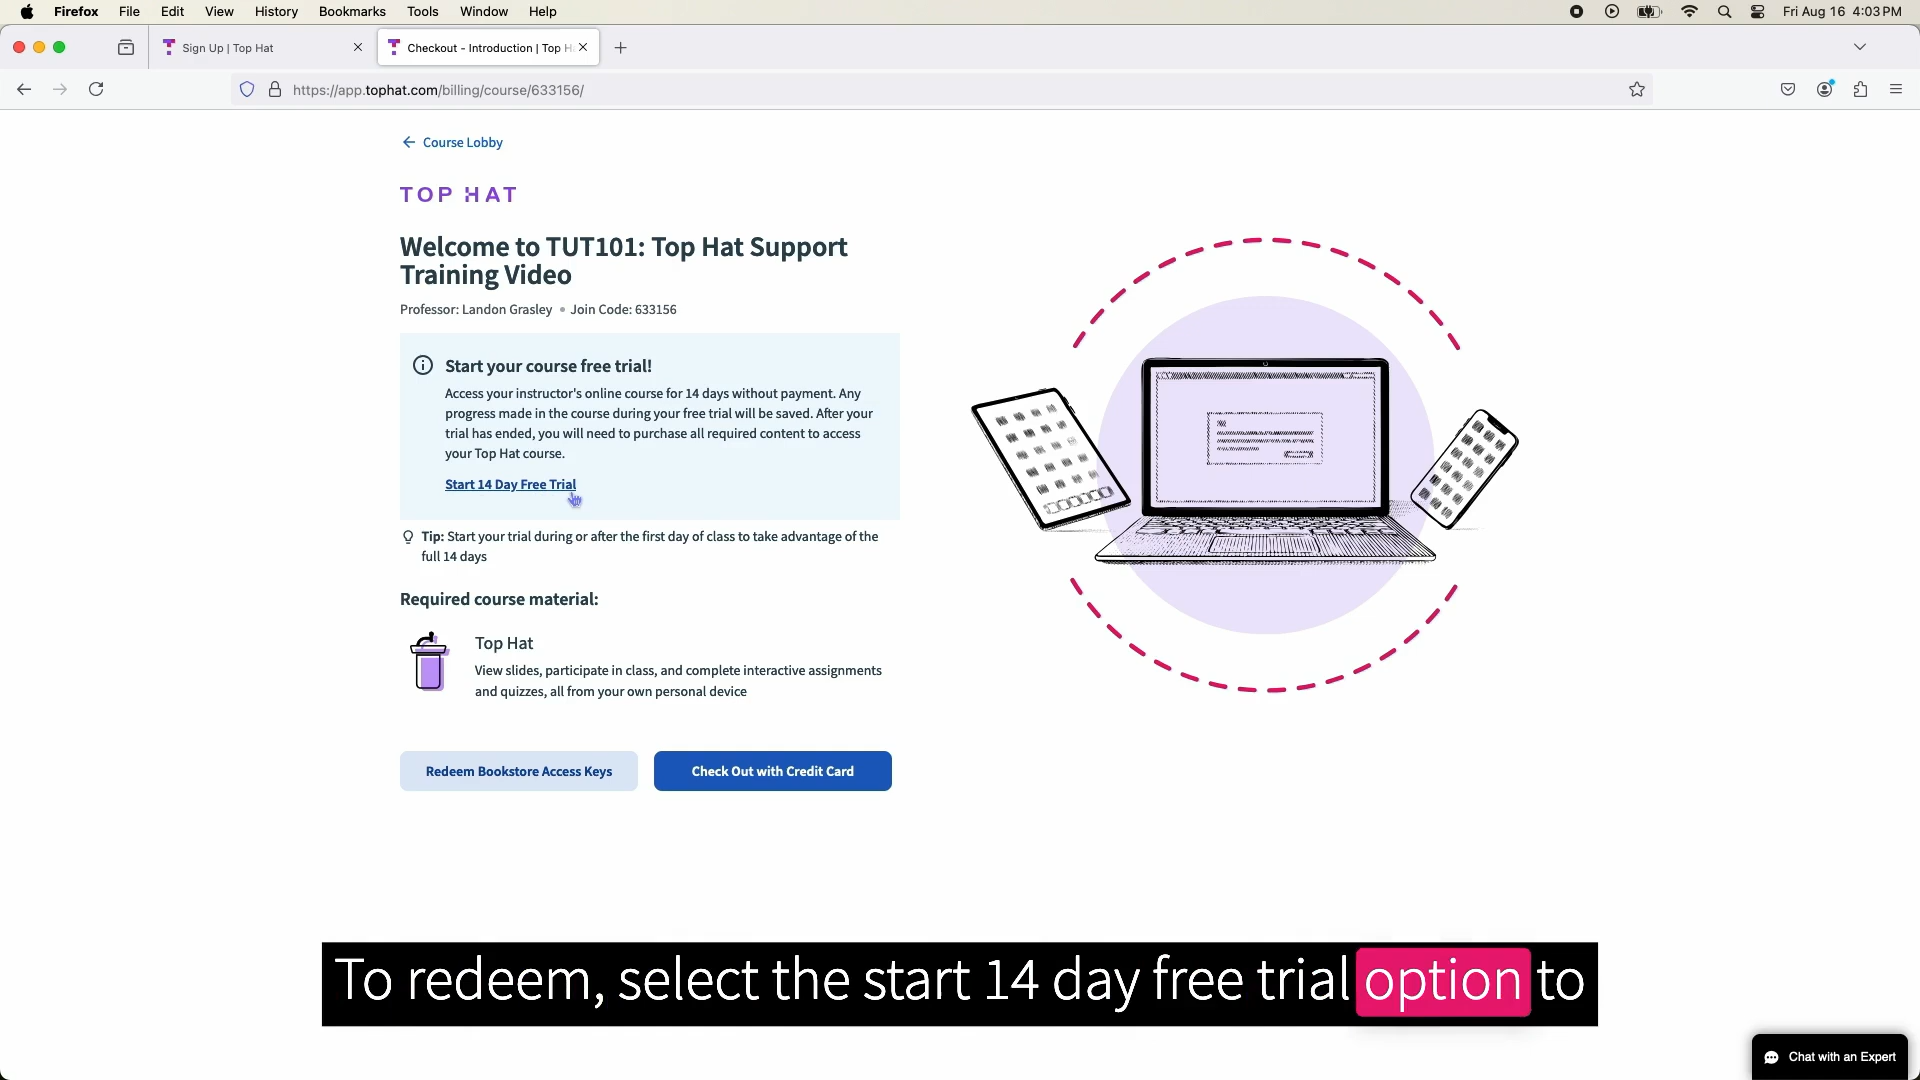 Firefox File Edit View History Bookmarks Tools Window Help Fri Aug 16 4:03 PM
Sign Up | Top Hat
Checkout - Introduction | Top H
https://app.tophat.com/billing/course/633156/
Course Lobby
TOP HAT
Welcome to TUT101: Top Hat Support
Training Video
Professor: Landon Grasley • Join Code: 633156
Start your course free trial!
Access your instructor's online course for 14 days without payment. Any
progress made in the course during your free trial will be saved. After your
trial has ended, you will need to purchase all required content to access
your Top Hat course.
Start 14 Day Free Trial
Tip: Start your trial during or after the first day of class to take advantage of the
full 14 days
Required course material:
Top Hat
View slides, participate in class, and complete interactive assignments
and quizzes, all from your own personal device
Redeem Bookstore Access Keys
Check Out with Credit Card
To redeem, select the start 14 day free trial option to
Chat with an Expert